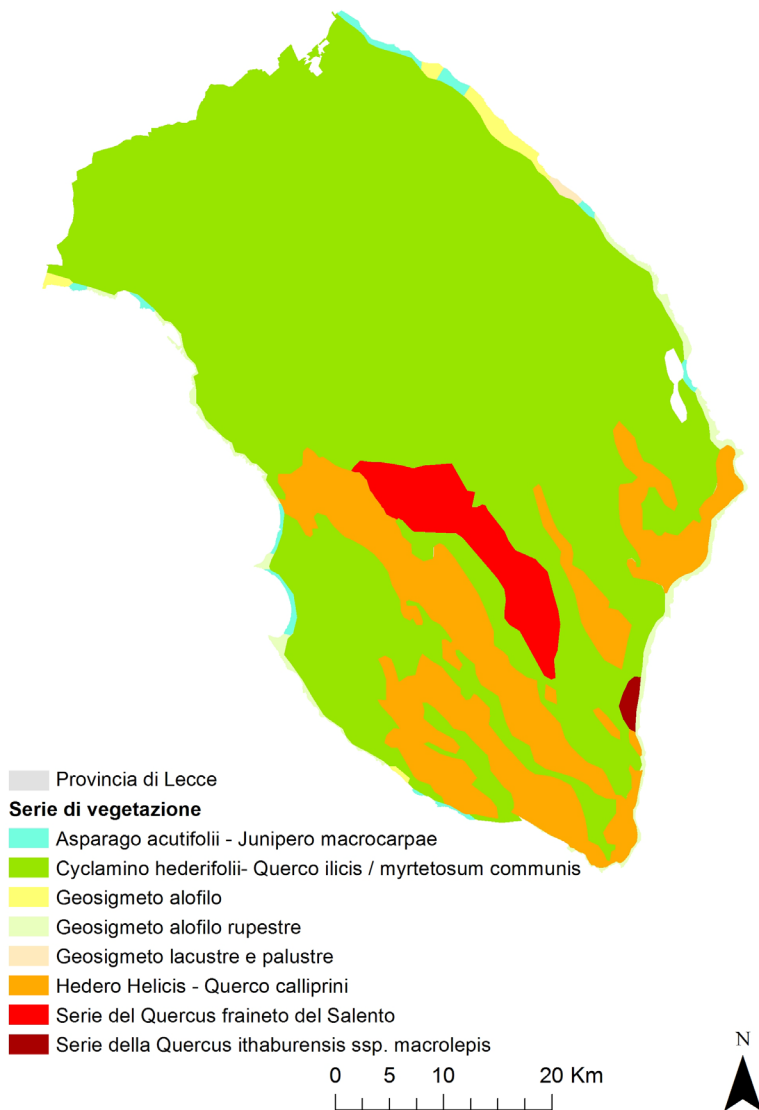 Provincia di Lecce
Serie di vegetazione
Asparago acutifolii - Junipero macrocarpae
Cyclamino hederifolii- Querco ilicis / myrtetosum communis
Geosigmeto alofilo
Geosigmeto alofilo rupestre
Geosigmeto lacustre e palustre
Hedero Helicis - Querco calliprini
Serie del Quercus fraineto del Salento
Serie della Quercus ithaburensis ssp. macrolepis
N
0 5 10 20 Km